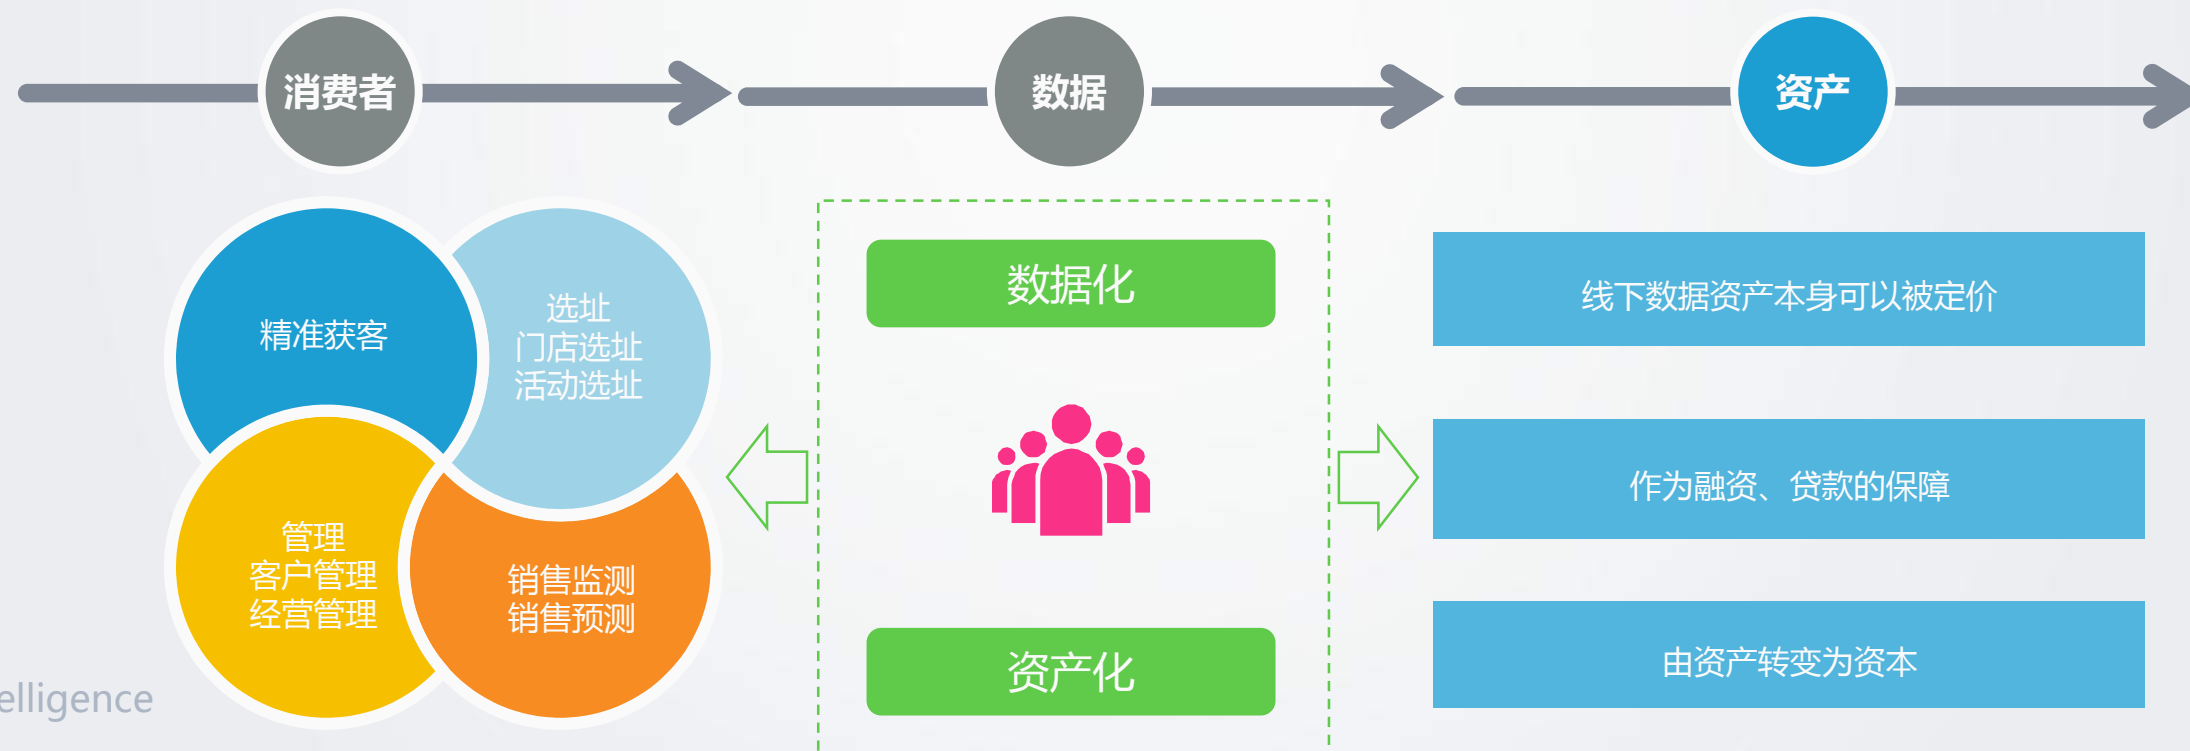 消费者
数据
资产
精准获客
选址
门店选址
活动选址
管理
客户管理
经营管理
销售监测
销售预测
数据化
资产化
线下数据资产本身可以被定价
作为融资、贷款的保障
由资产转变为资本
elligence